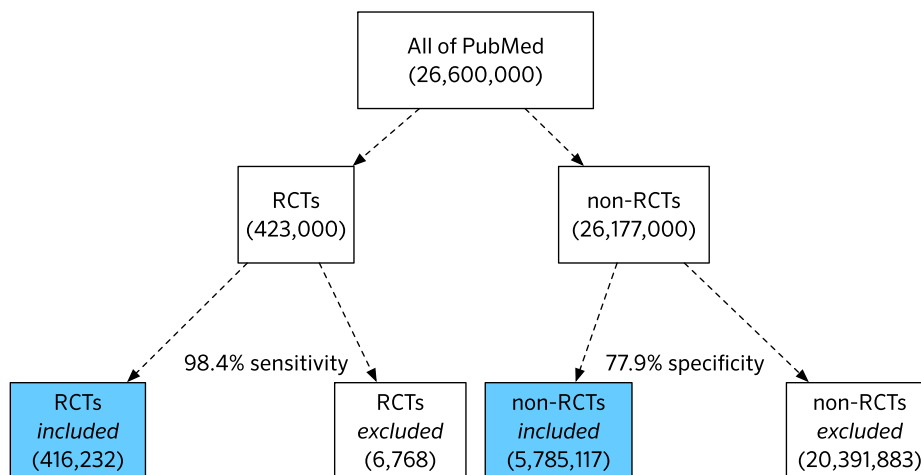 All of PubMed
(26,600,000)
RCTs
(423,000)
non-RCTs
(26,177,000)
98.4% sensitivity
77.9% specificity
RCTs
included
(416,232)
RCTs
excluded
(6,768)
non-RCTs
included
(5,785,117)
non-RCTs
excluded
(20,391,883)